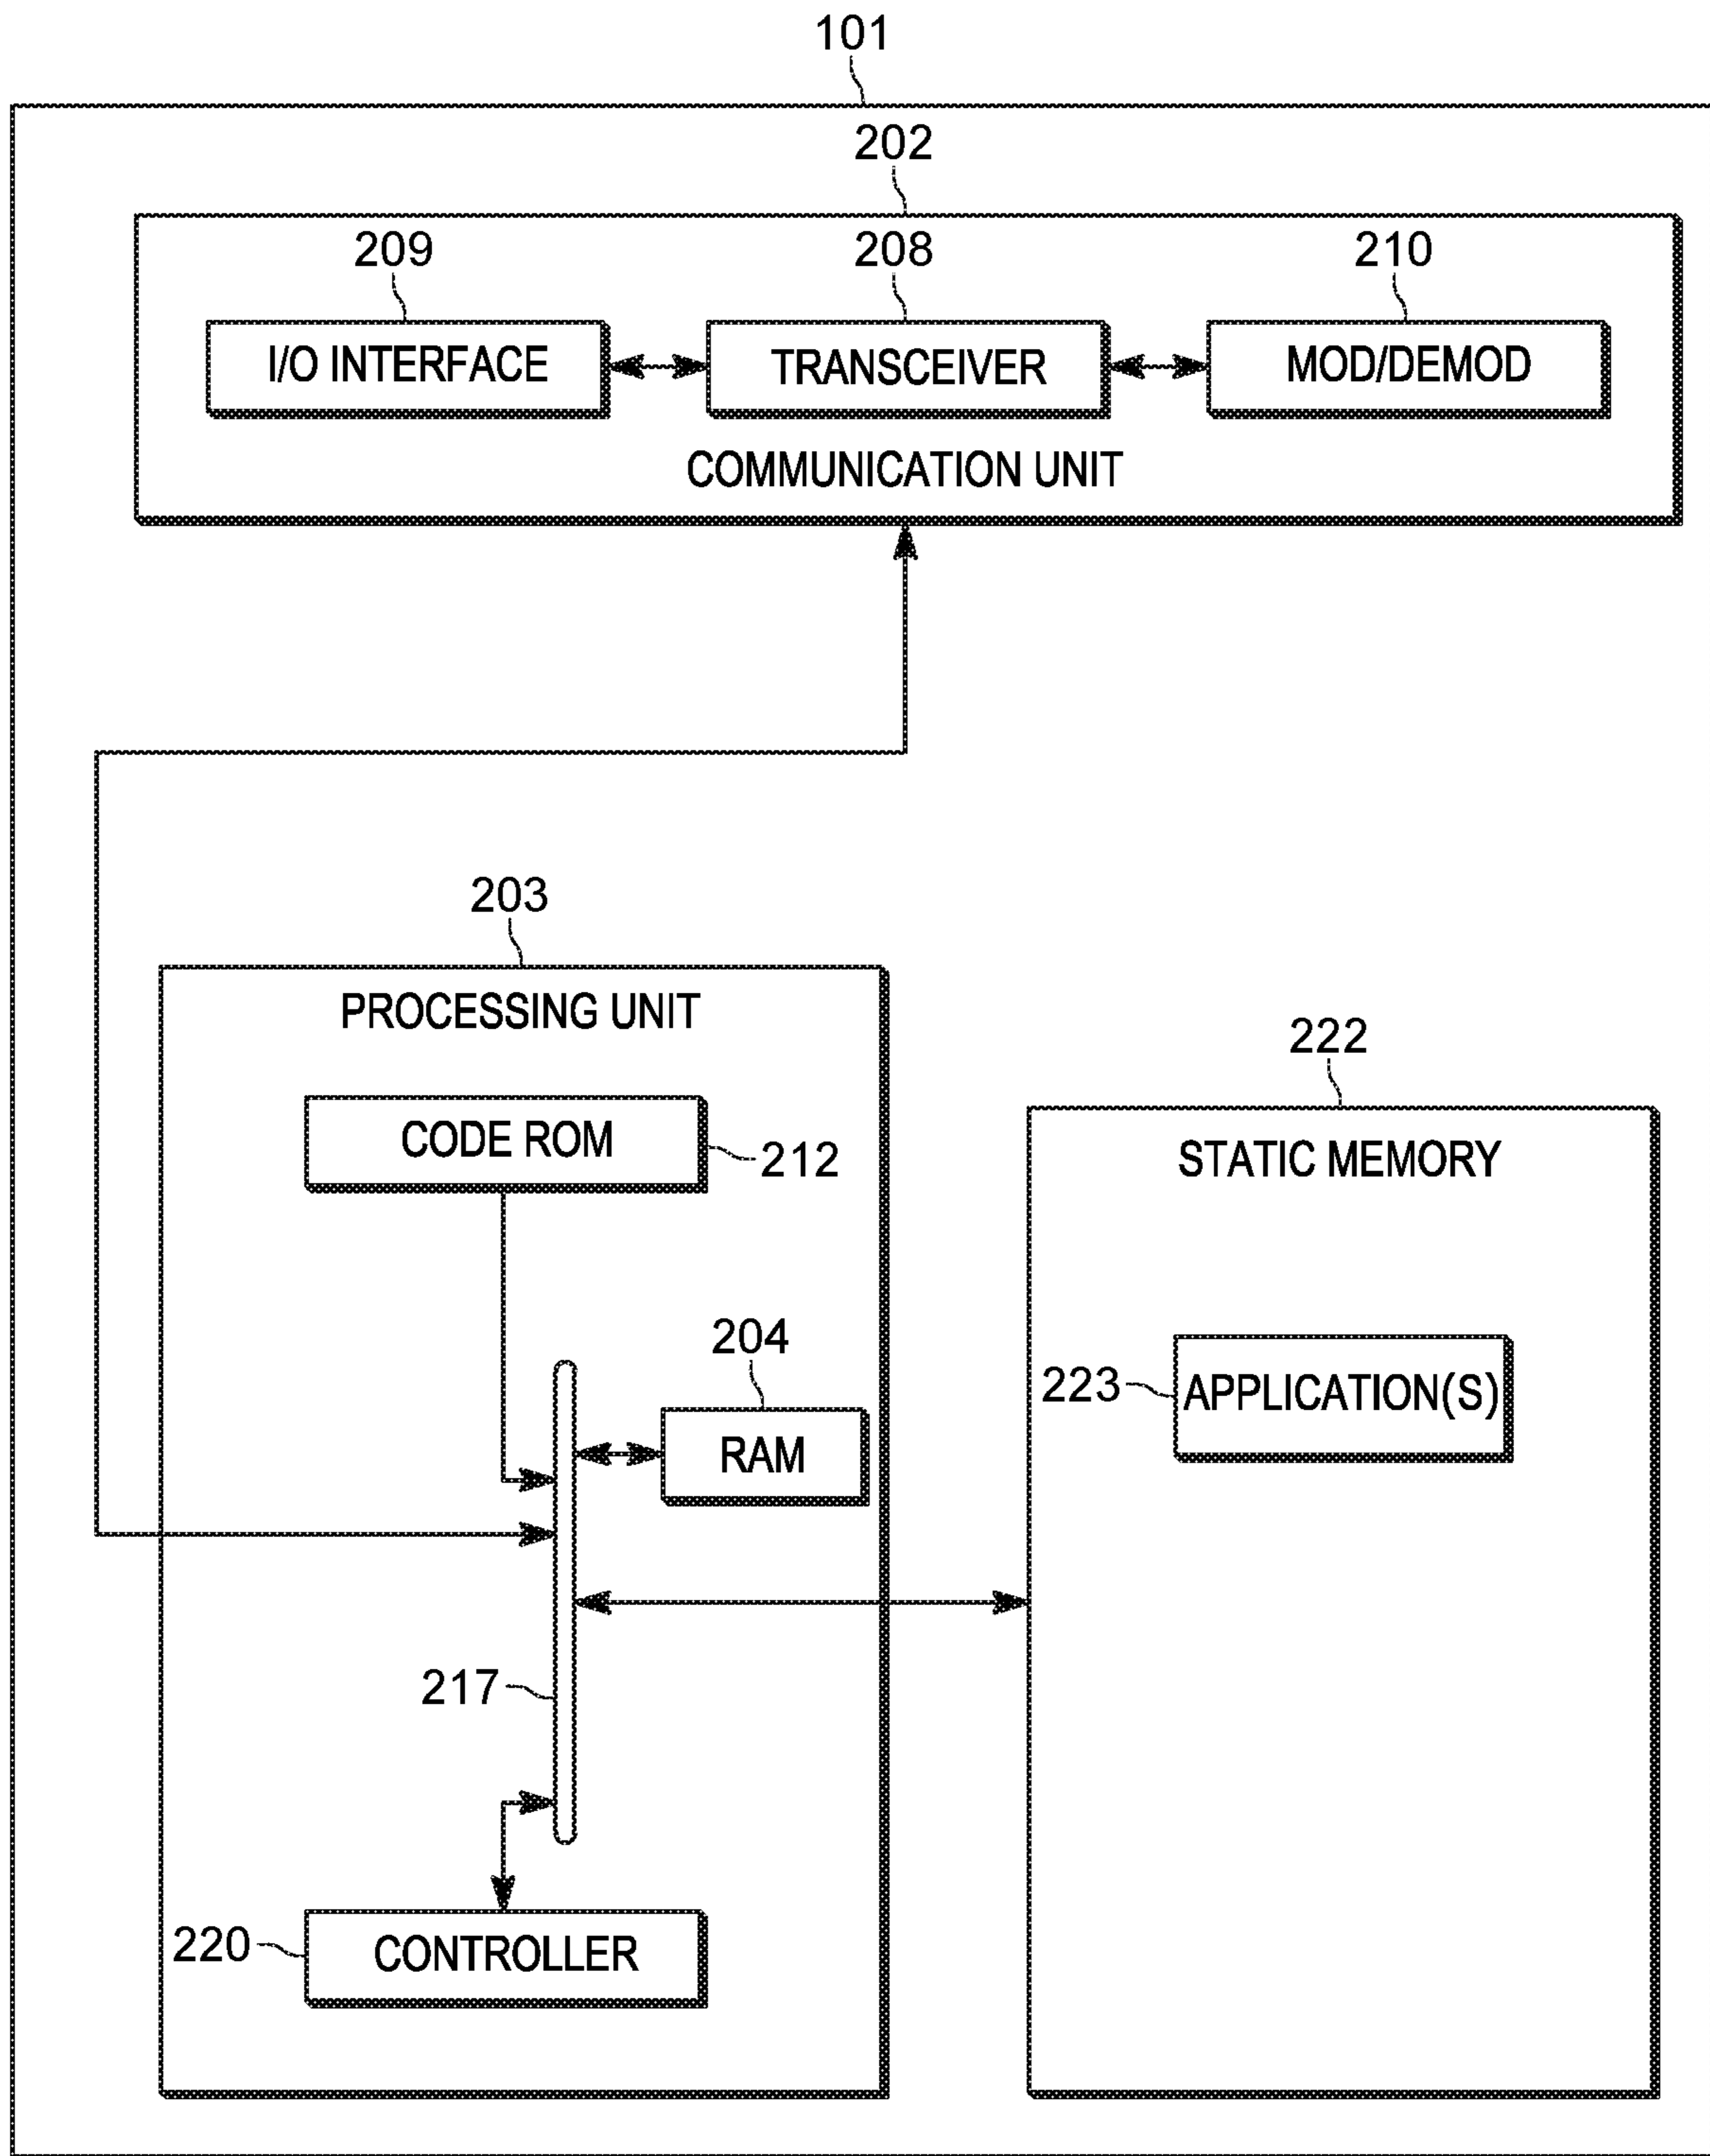 101
202
209
208
210
I/O INTERFACE
TRANSCEIVER
MOD/DEMOD
COMMUNICATION UNIT
203
PROCESSING UNIT
222
CODE ROM
212
STATIC MEMORY
204
223
APPLICATION(S)
RAM
217
220
CONTROLLER